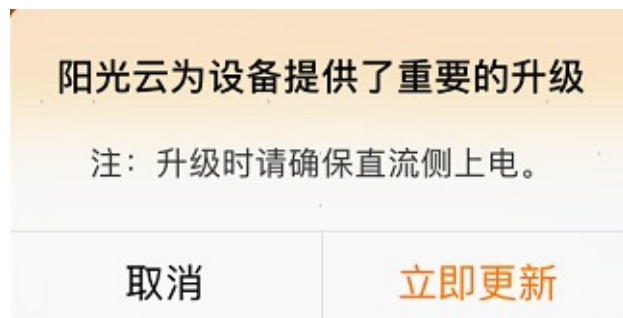 阳光云为设备提供了重要的升级
注：升级时请确保直流侧上电。
取消
立即更新